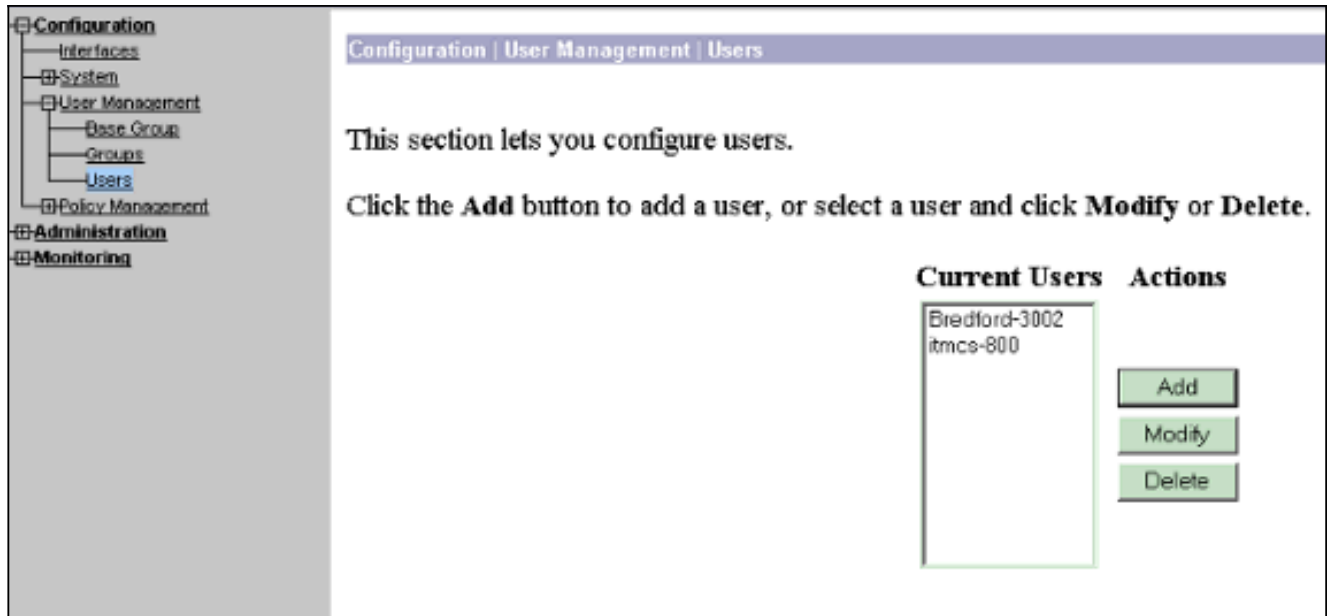 Configuration
Interfaces
System
User Management
Base Group
Groups
Users
Policy Management
Administration
Monitoring
Configuration | User Management | Users
This section lets you configure users.
Click the Add button to add a user, or select a user and click Modify or Delete.
Current Users Actions
Bredford-3002
itmcs-800
Add
Modify
Delete